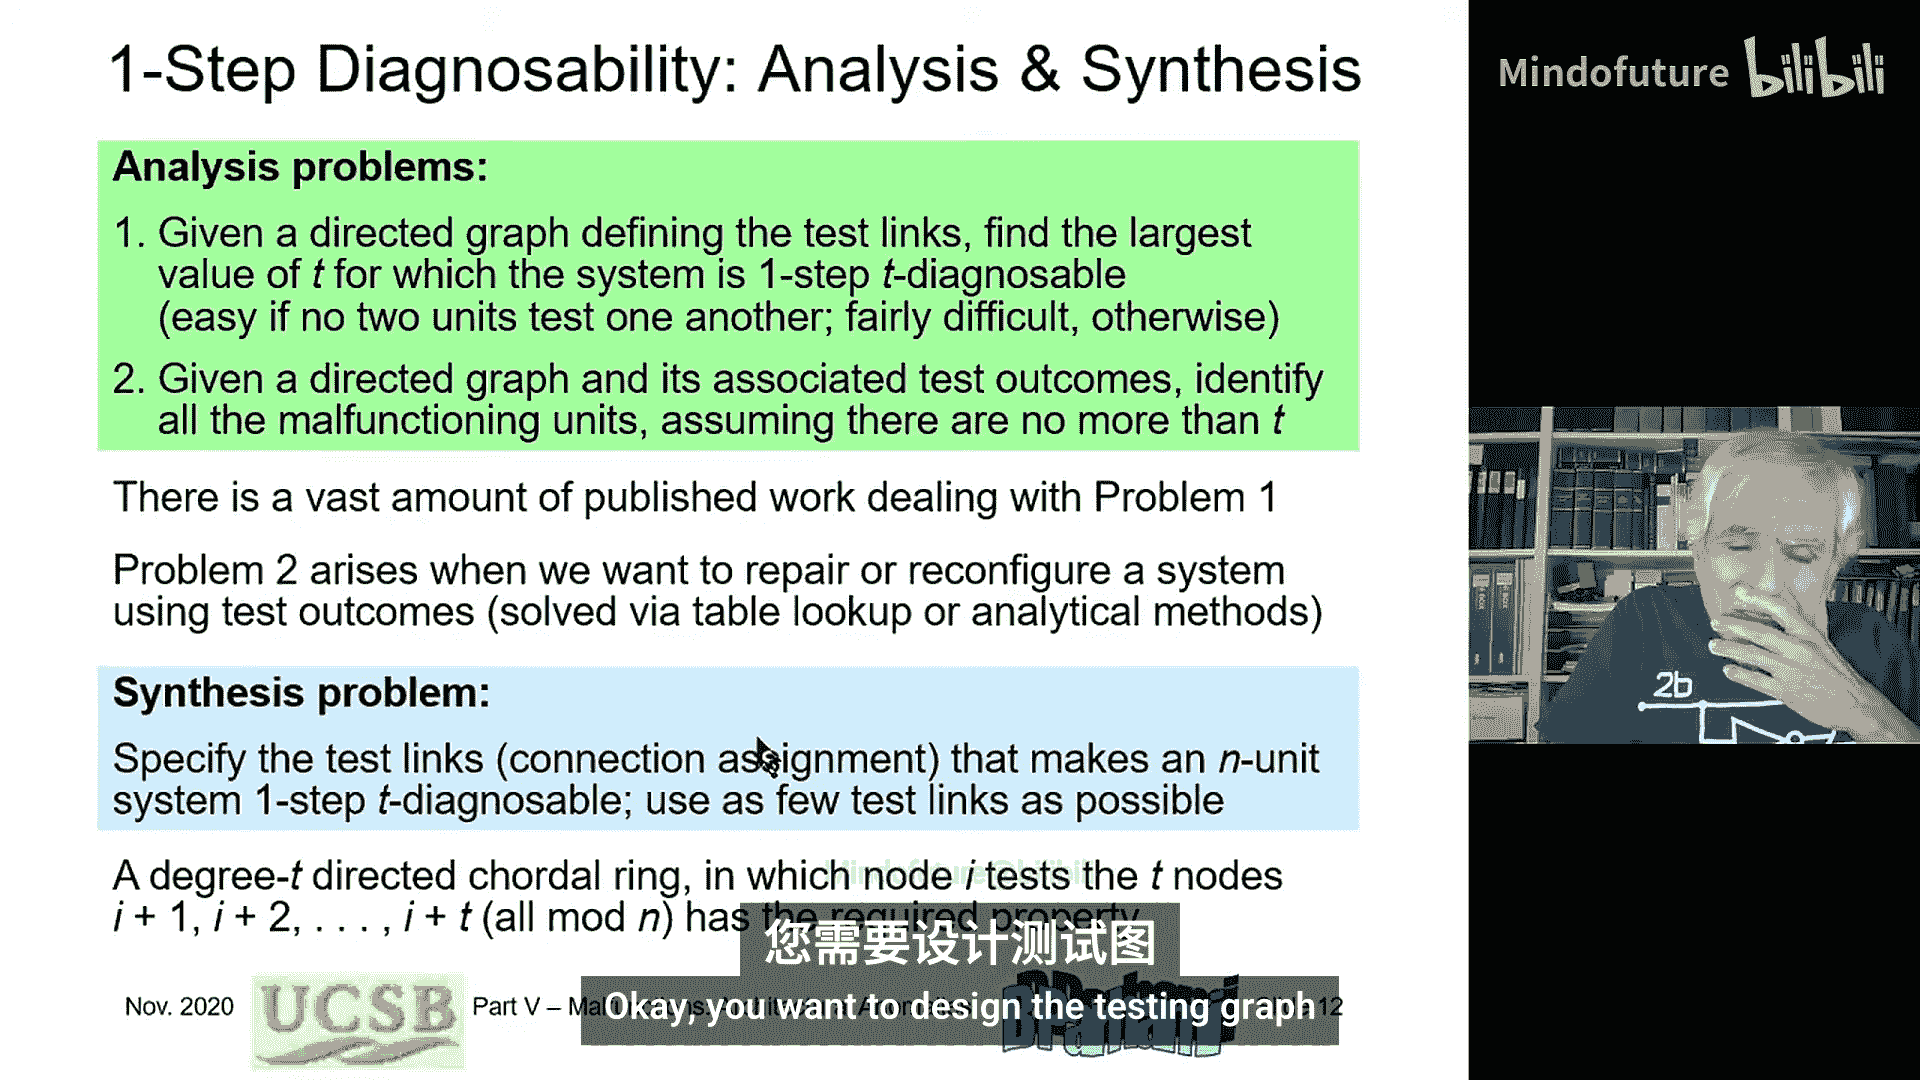 1-Step Diagnosability: Analysis & Synthesis
Mindofuture bilibili
Analysis problems:
1. Given a directed graph defining the test links, find the largest
value of t for which the system is 1-step t-diagnosable
(easy if no two units test one another; fairly difficult, otherwise)
2. Given a directed graph and its associated test outcomes, identify
all the malfunctioning units, assuming there are no more than t
There is a vast amount of published work dealing with Problem 1
Problem 2 arises when we want to repair or reconfigure a system
using test outcomes (solved via table lookup or analytical methods)
2b
Synthesis problem:
Specify the test links (connection assignment) that makes an n-unit
system 1-step t-diagnosable; use as few test links as possible
A degree-t directed chordal ring, in which node i tests the t nodes
i + 1, i + 2, . . . , i + t (all mod n) has the required property
您需要设计测试图
Nov. 2020 UCSB Part V –
Okay, you want to design the testing graph
12